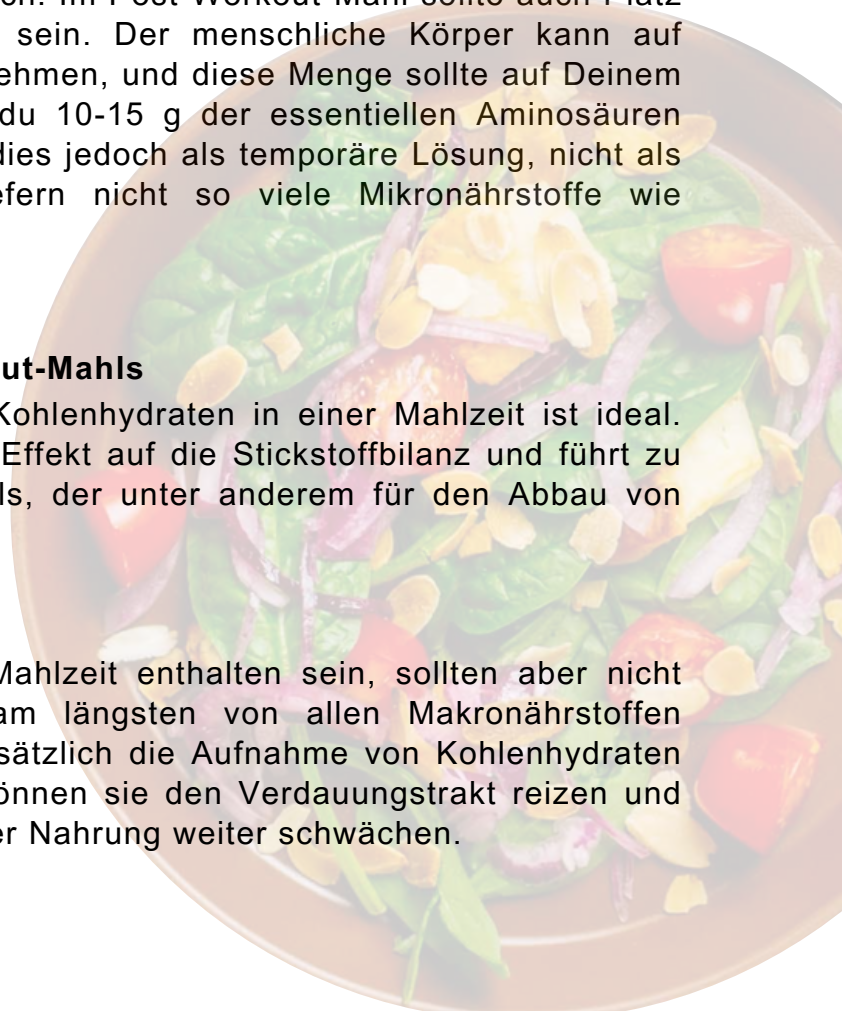 Im Post-Workout-Mahl sollte auch Platz
sein. Der menschliche Körper kann auf
ehmen, und diese Menge sollte auf Deinem
du 10-15 g der essentiellen Aminosäuren
dies jedoch als temporäre Lösung, nicht als
efern nicht so viele Mikronährstoffe wie
ut-Mahls
Kohlenhydraten in einer Mahlzeit ist ideal.
Effekt auf die Stickstoffbilanz und führt zu
ls, der unter anderem für den Abbau von
Mahlzeit enthalten sein, sollten aber nicht
am längsten von allen Makronährstoffen
sätzlich die Aufnahme von Kohlenhydraten
önnen sie den Verdauungstrakt reizen und
er Nahrung weiter schwächen.